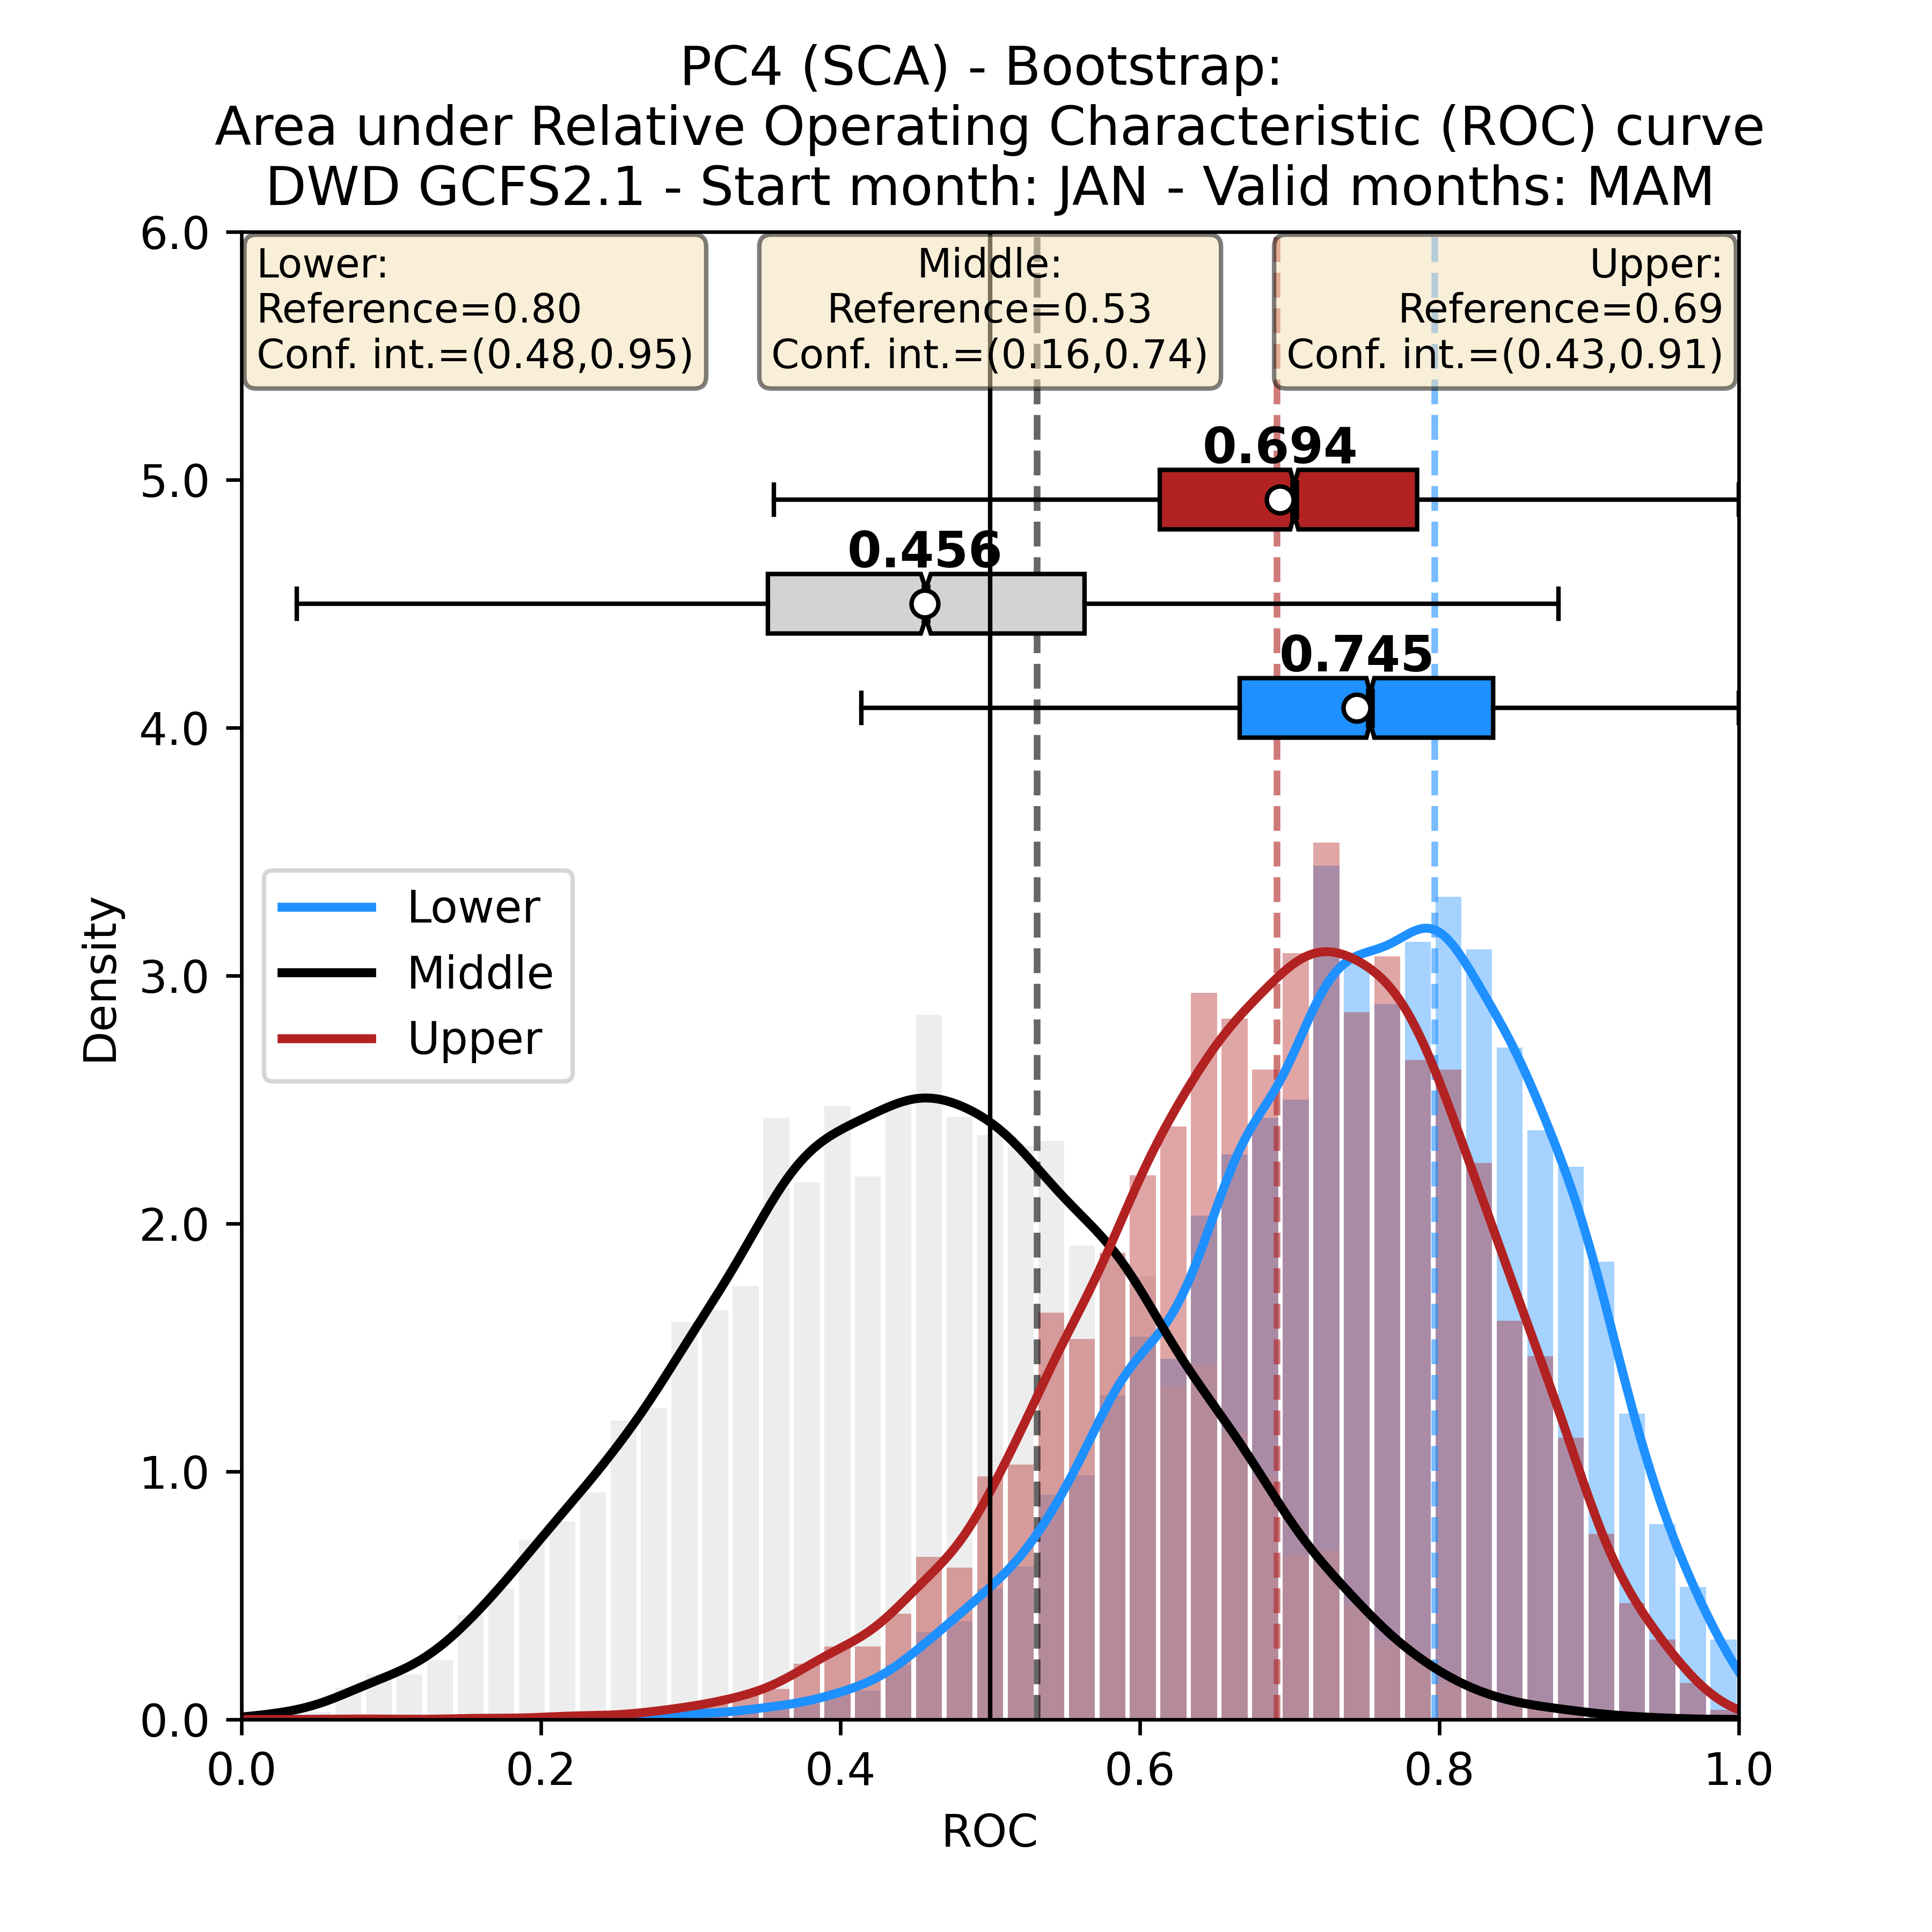 PC4 (SCA) - Bootstrap:
Area under Relative Operating Characteristic (ROC) curve
DWD GCFS2.1 - Start month: JAN - Valid months: MAM
6.0
Lower:
Reference=0.80
Conf. int.=(0.48,0.95)
Middle:
Reference=0.53
Conf. int.=(0.16,0.74)
Upper:
Reference=0.69
Conf. int.=(0.43,0.91)
0.694
5.0
0.456
0.745
4.0
Lower
Middle
Upper
Density
3.0
2.0
1.0
0.0
0.0 0.2 0.4 0.6 0.8 1.0
ROC